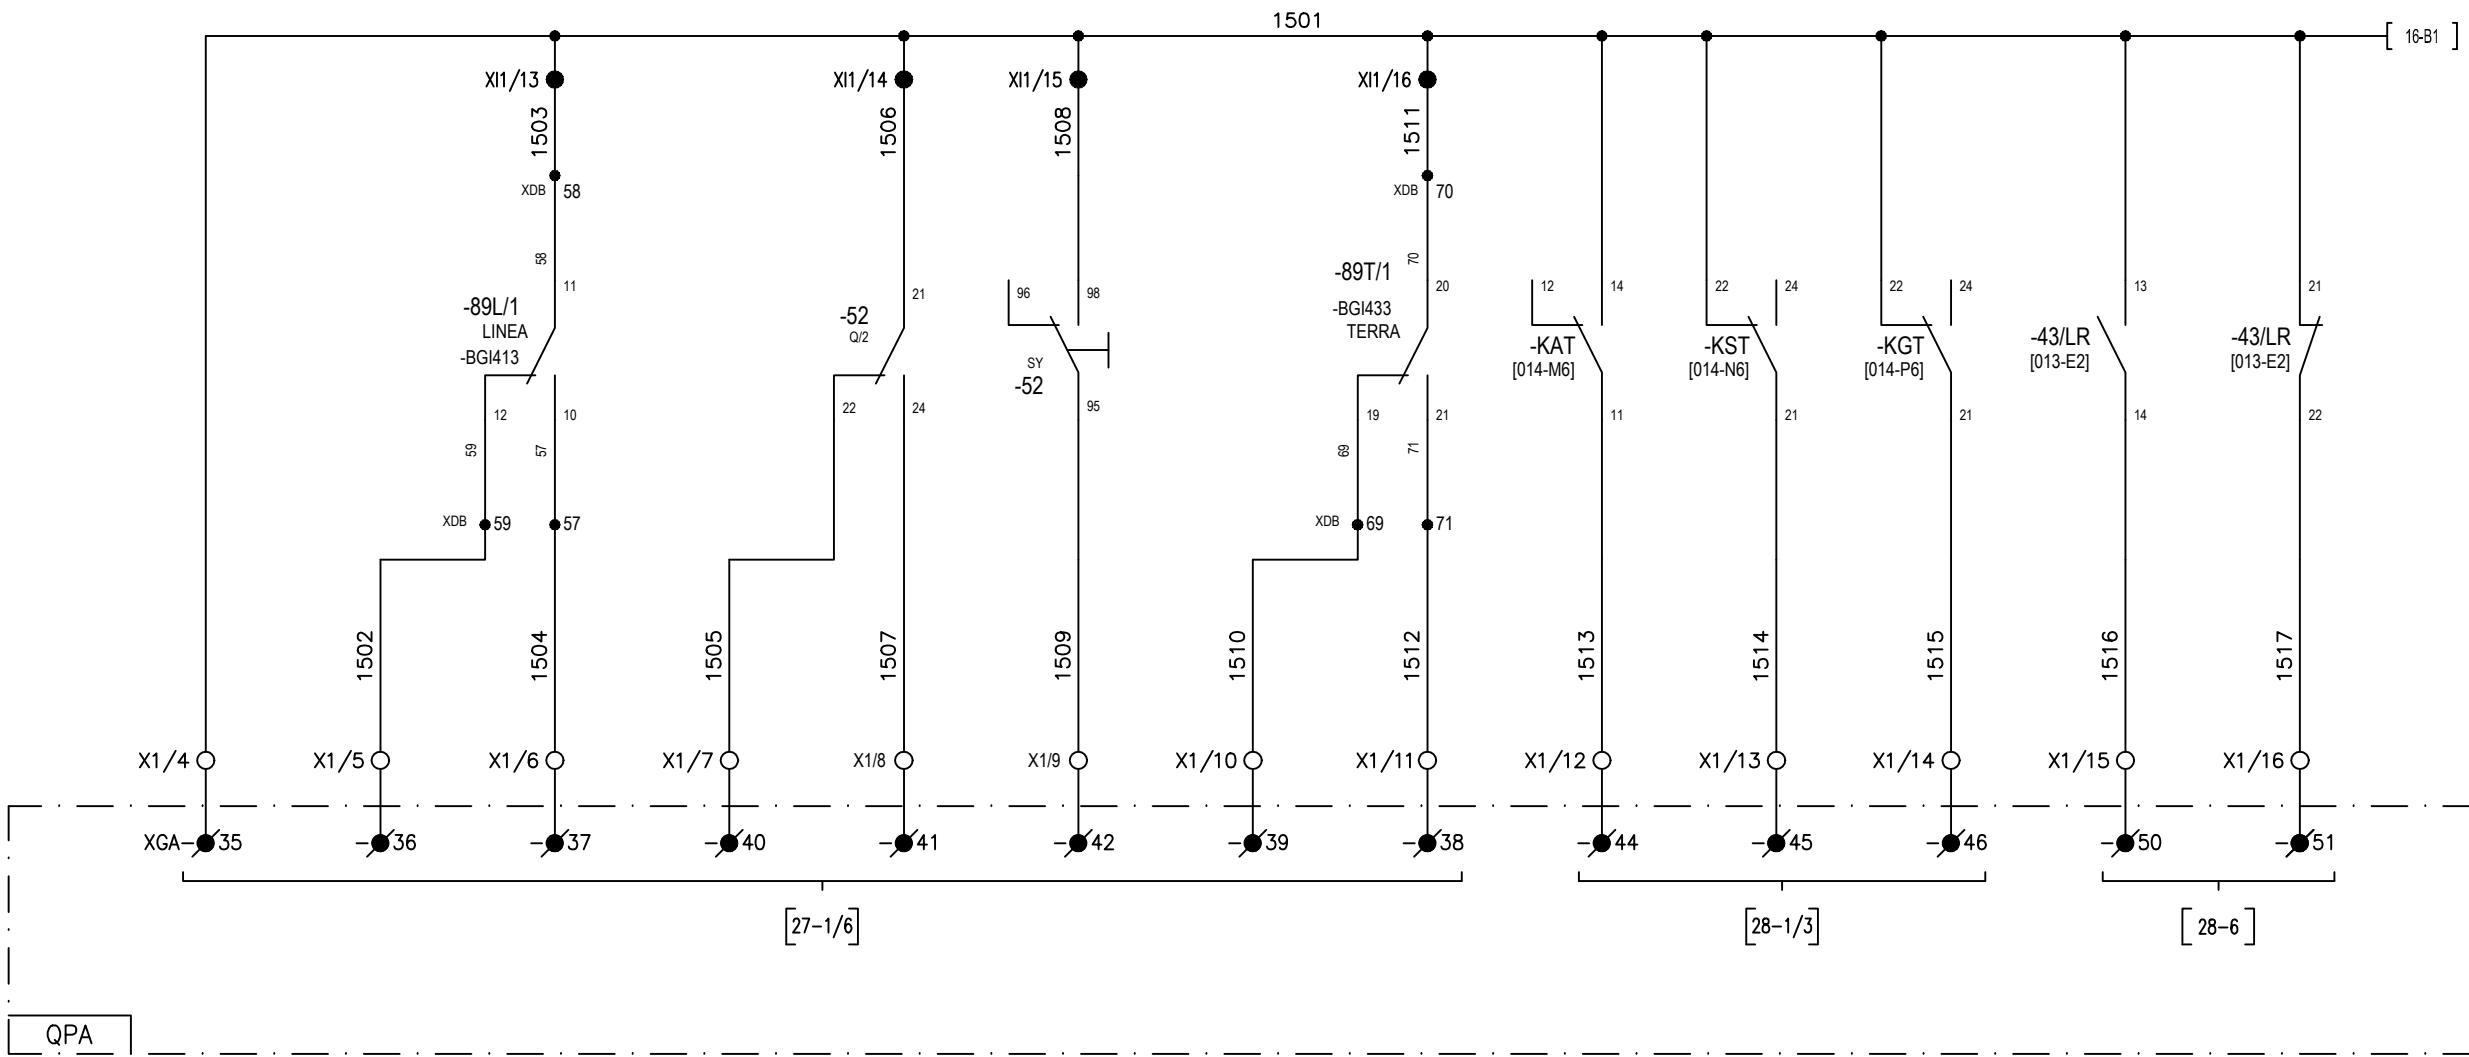 1501
[ 16-B1 ]
XI1/13
XI1/14
XI1/15
XI1/16
1503
1506
1508
1511
XDB 58
XDB 70
58
70
11
21
96
98
20
12
14
22
24
22
24
13
21
-89L/1
LINEA
-BGI413
-52
Q/2
SY
-52
-89T/1
-BGI433
TERRA
-KAT
[014-M6]
-KST
[014-N6]
-KGT
[014-P6]
-43/LR
[013-E2]
-43/LR
[013-E2]
12
10
22
24
95
19
21
11
21
21
14
22
59
57
69
71
XDB 59
57
XDB 69
71
1502
1504
1505
1507
1509
1510
1512
1513
1514
1515
1516
1517
X1/4
X1/5
X1/6
X1/7
X1/8
X1/9
X1/10
X1/11
X1/12
X1/13
X1/14
X1/15
X1/16
XGA- 35
- 36
- 37
- 40
- 41
- 42
- 39
- 38
- 44
- 45
- 46
- 50
- 51
[27-1/6]
[28-1/3]
[ 28-6 ]
QPA